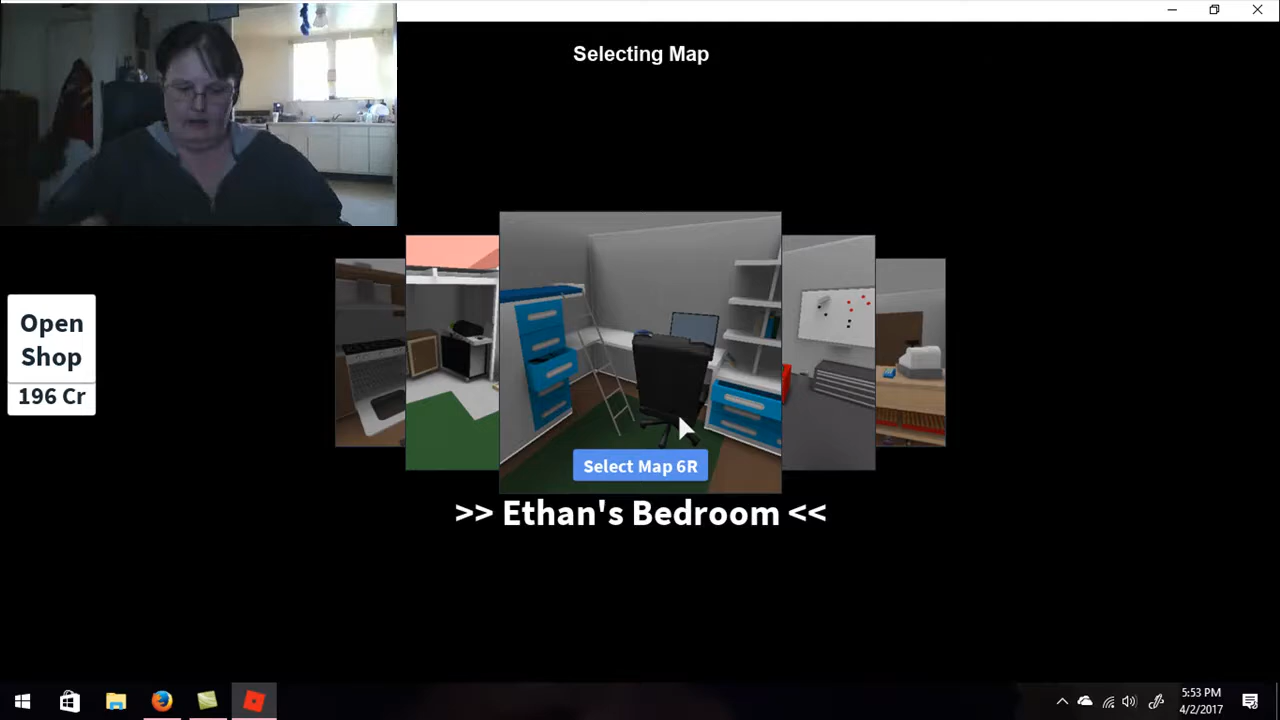 Selecting Map
Open
Shop
196 Cr
Select Map 6R
>> Ethan's Bedroom <<
5:53 PM
4/2/2017